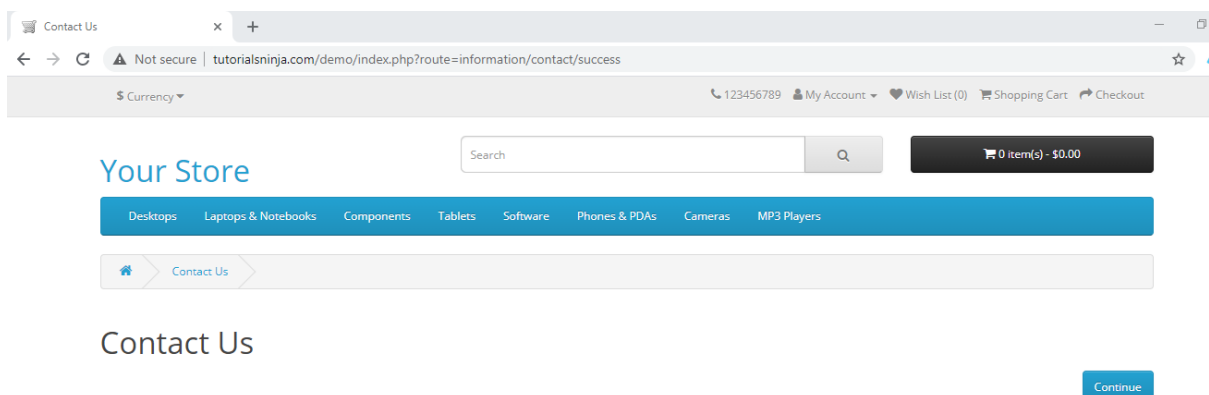 Contact Us
Not secure | tutorialsninja.com/demo/index.php?route=information/contact/success
$ Currency 123456789 My Account Wish List (0) Shopping Cart Checkout
Your Store Search 0 item(s) - $0.00
Desktops Laptops & Notebooks Components Tablets Software Phones & PDAs Cameras MP3 Players
Contact Us
Contact Us
Continue